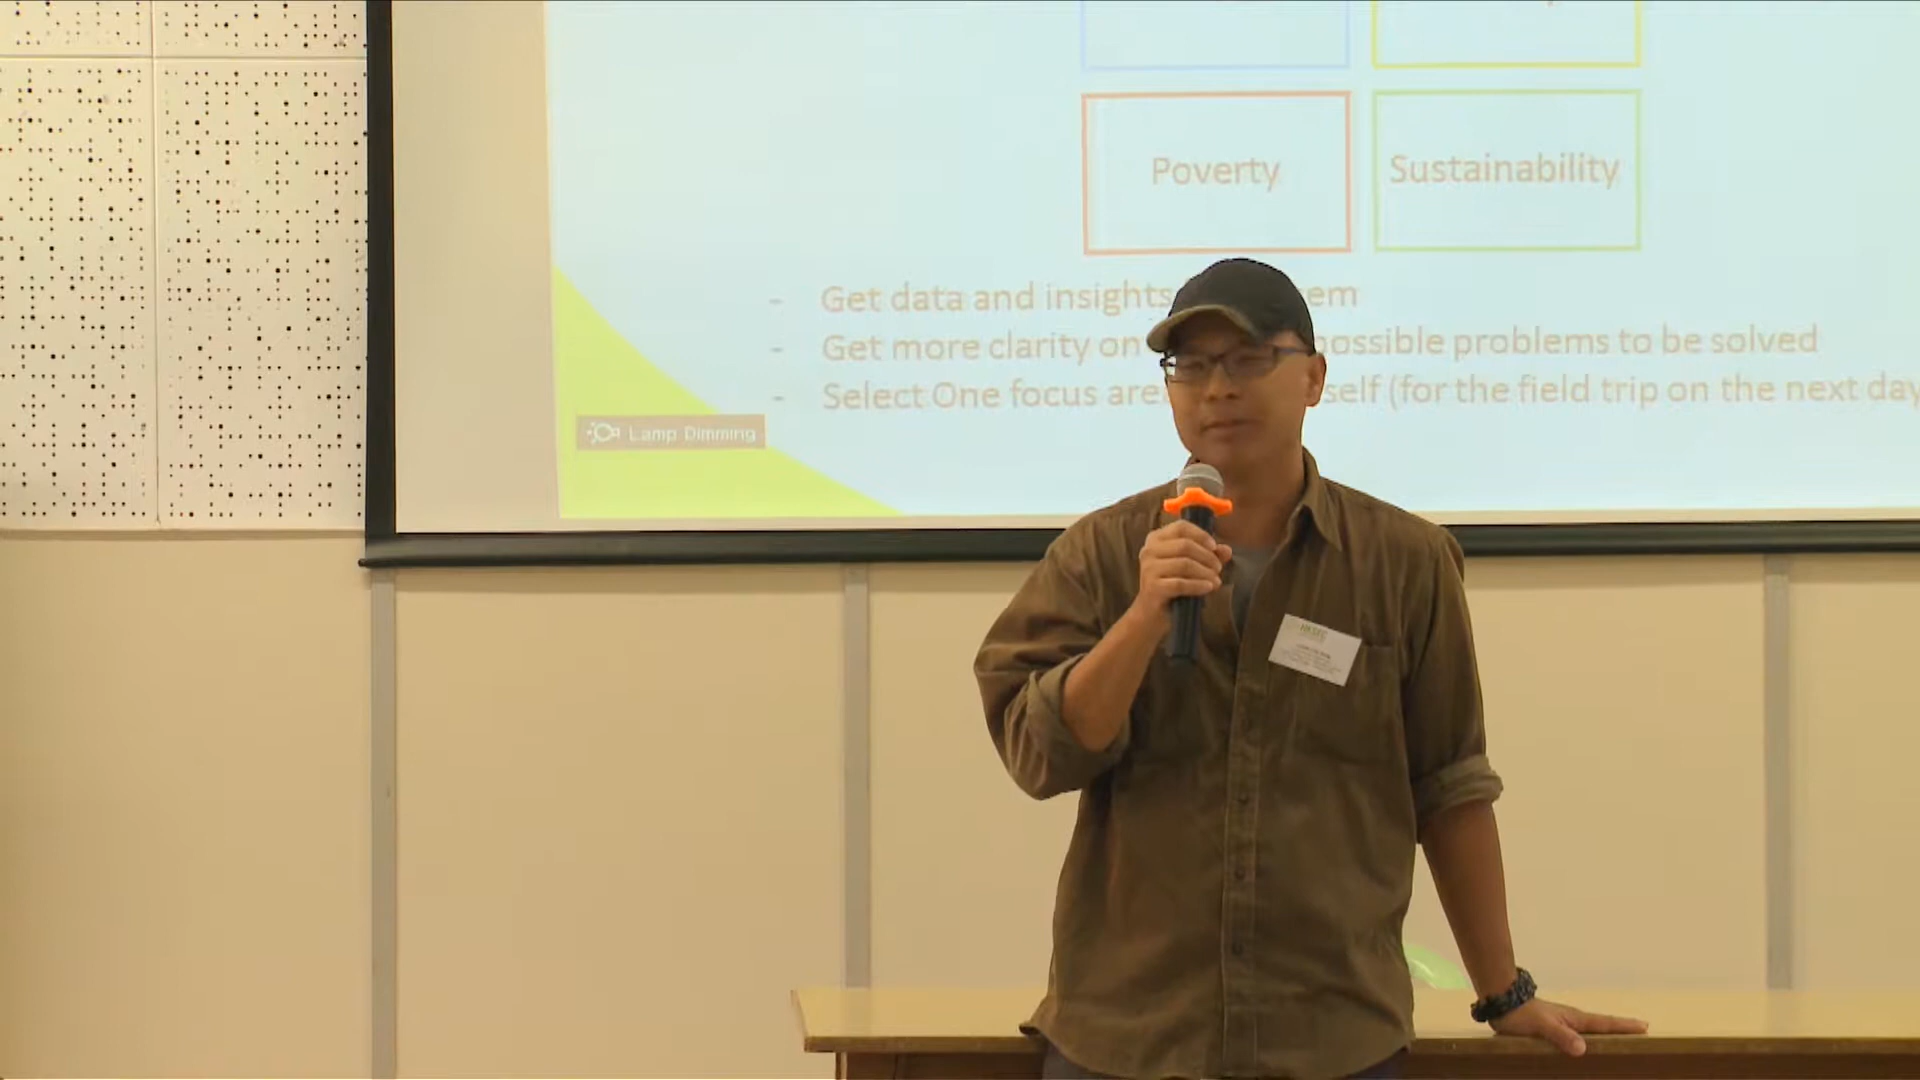 Poverty
Sustainability
- Get data and insights em
- Get more clarity on possible problems to be solved
- Select One focus are self (for the field trip on the next day
Lamp Dimming